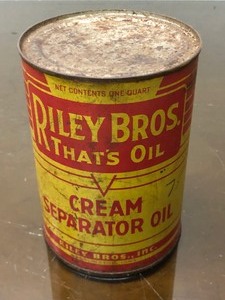 NET CONTENTS ONE QUART
RILEY BROS.
THAT'S OIL
CREAM
SEPARATOR OIL
RILEY BROS., INC.